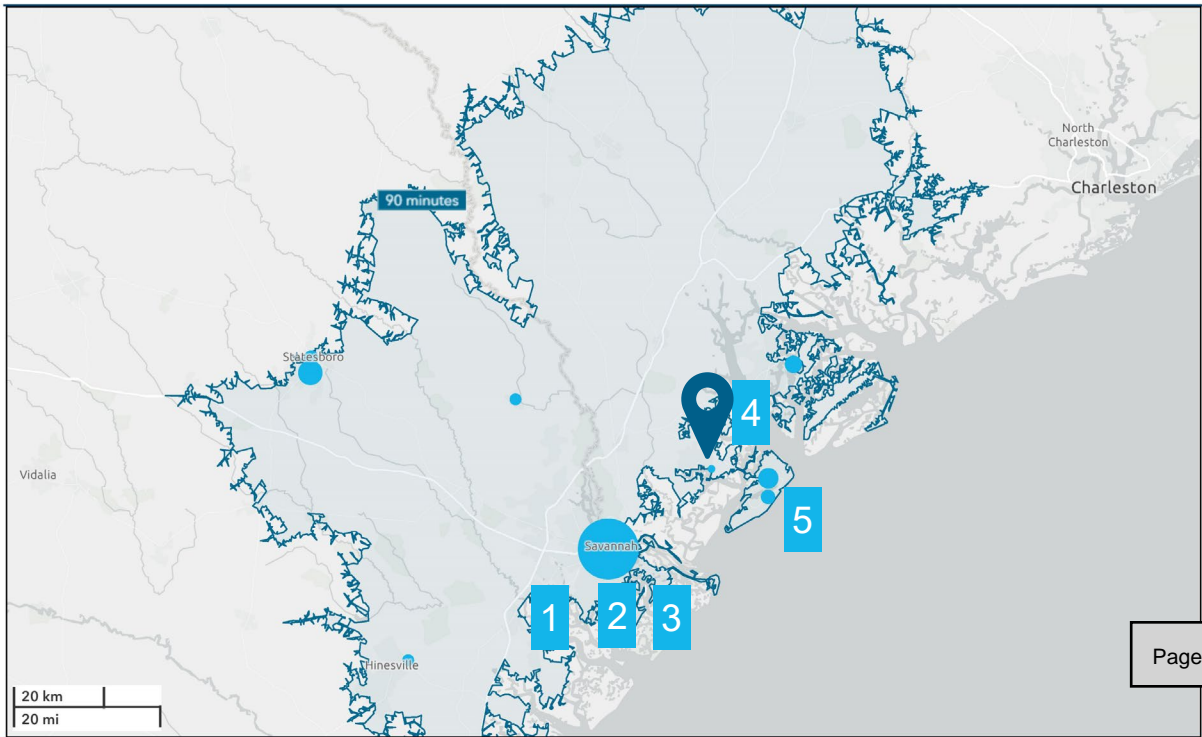 North
Charleston
Charleston
90 minutes
Statesboro
4
Vidalia
5
Savannah
1
2
3
Hinesville
Page
20 km
20 mi